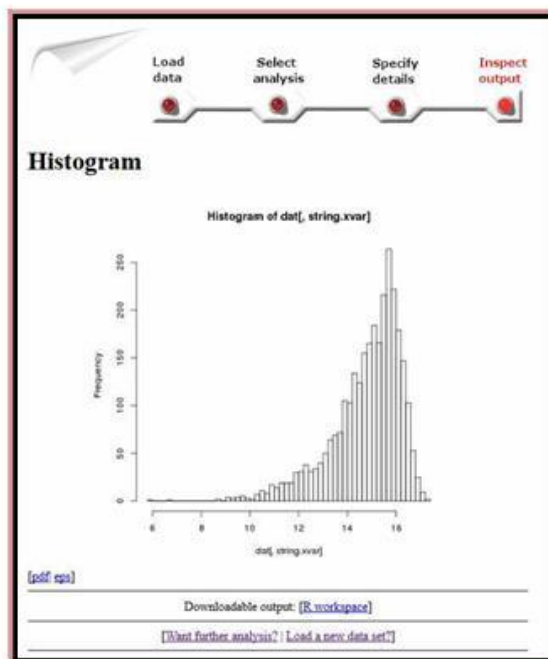 Load data
Select analysis
Specify details
Inspect output
Histogram
Histogram of dat[, string.xvar]
Frequency
0
50
100
150
200
250
6
8
10
12
14
16
dat[, string.xvar]
[pdf| eps]
Downloadable output: [R workspace]
[Want further analysis? | Load a new data set?]